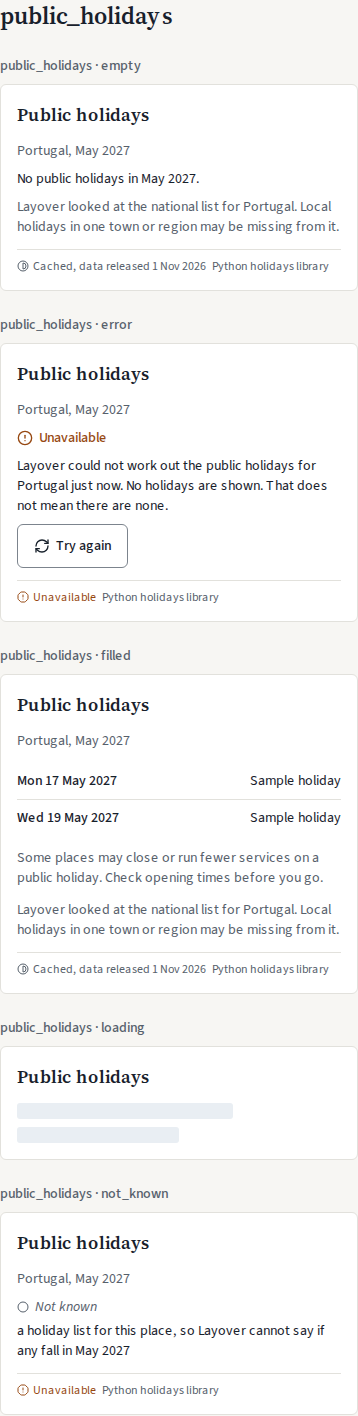 public_holidays
public_holidays · empty
Public holidays
Portugal, May 2027
No public holidays in May 2027.
Layover looked at the national list for Portugal. Local
holidays in one town or region may be missing from it.
Cached, data released 1 Nov 2026 Python holidays library
public_holidays · error
Public holidays
Portugal, May 2027
Unavailable
Layover could not work out the public holidays for
Portugal just now. No holidays are shown. That does
not mean there are none.
Try again
Unavailable Python holidays library
public_holidays · filled
Public holidays
Portugal, May 2027
Mon 17 May 2027 Sample holiday
Wed 19 May 2027 Sample holiday
Some places may close or run fewer services on a
public holiday. Check opening times before you go.
Layover looked at the national list for Portugal. Local
holidays in one town or region may be missing from it.
Cached, data released 1 Nov 2026 Python holidays library
public_holidays · loading
Public holidays
public_holidays · not_known
Public holidays
Portugal, May 2027
Not known
a holiday list for this place, so Layover cannot say if
any fall in May 2027
Unavailable Python holidays library